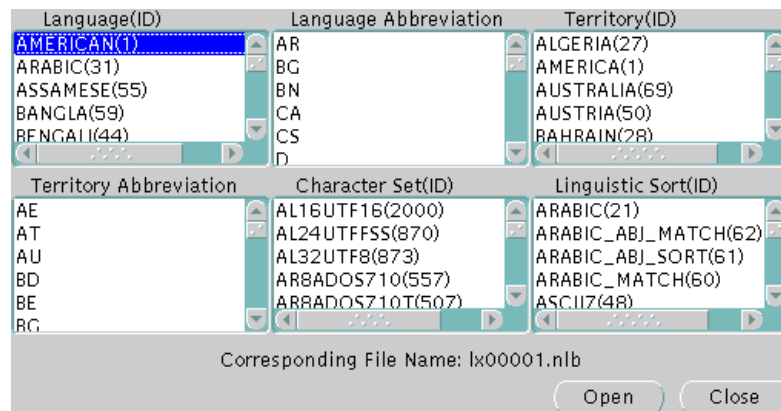 Language(ID)
AMERICAN(1)
ARABIC(31)
ASSAMESE(55)
BANGLA(59)
BENGALI(44)
Language Abbreviation
AR
BG
BN
CA
CS
D
Territory(ID)
ALGERIA(27)
AMERICA(1)
AUSTRALIA(69)
AUSTRIA(50)
BAHRAIN(28)
Territory Abbreviation
AE
AT
AU
BD
BE
BG
Character Set(ID)
AL16UTF16(2000)
AL24UTFFSS(870)
AL32UTF8(873)
AR8ADOS710(557)
AR8ADOS710T(507)
Linguistic Sort(ID)
ARABIC(21)
ARABIC_ABJ_MATCH(62)
ARABIC_ABJ_SORT(61)
ARABIC_MATCH(60)
ASCII7(48)
Corresponding File Name: lx00001.nlb
Open
Close